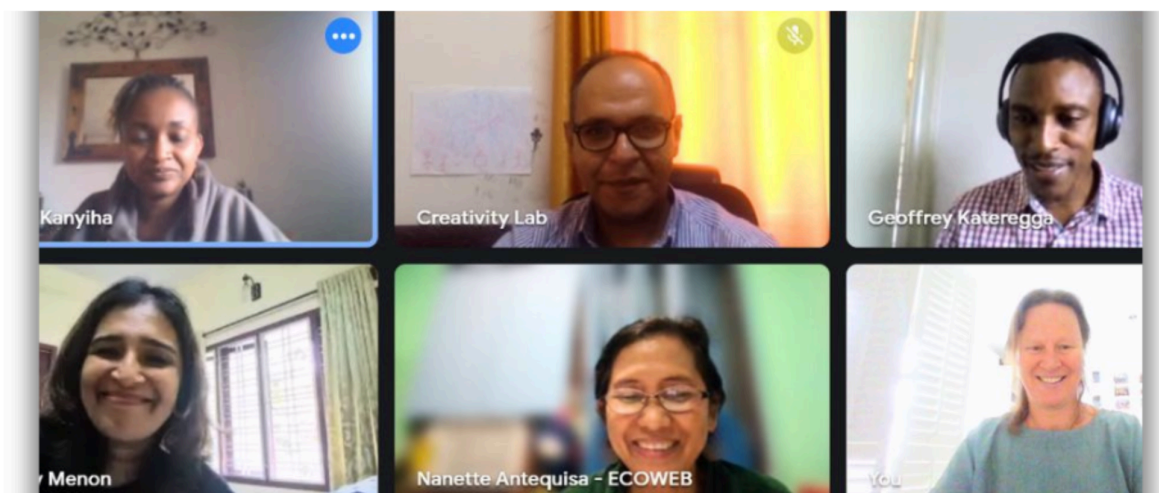 Kanyiha
Creativity Lab
Geoffrey Kateregga
y Menon
Nanette Antequisa - ECOWEB
You